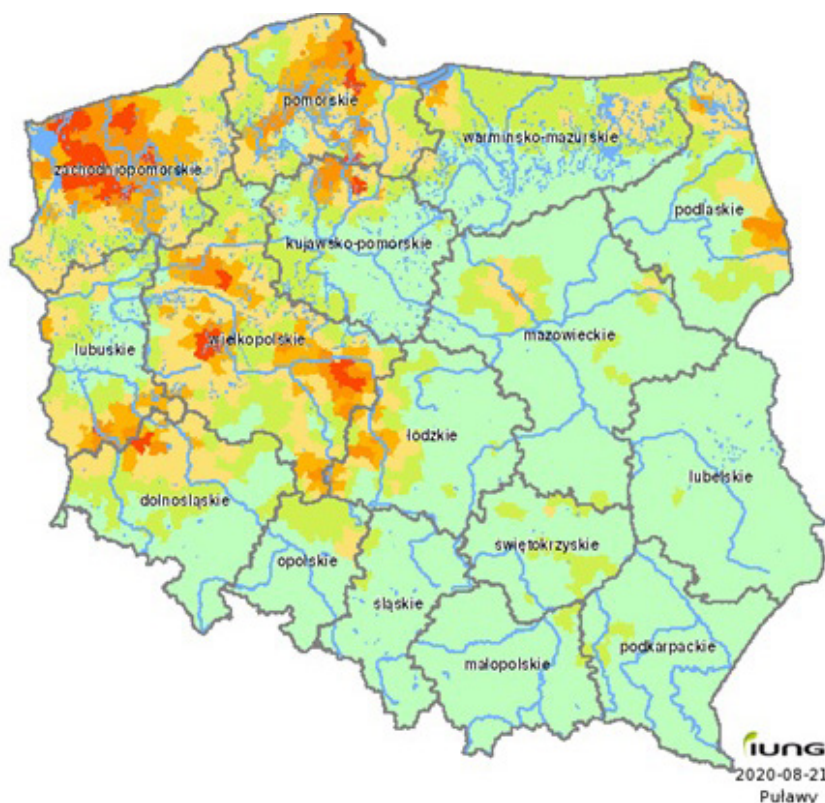 pomorskie
warmińsko-mazurskie
zachodniopomorskie
podlaskie
kujawsko-pomorskie
mazowieckie
wielkopolskie
lubuskie
łódzkie
lubelskie
dolnośląskie
świętokrzyskie
opolskie
śląskie
podkarpackie
małopolskie
IUNG
2020-08-21
Puławy